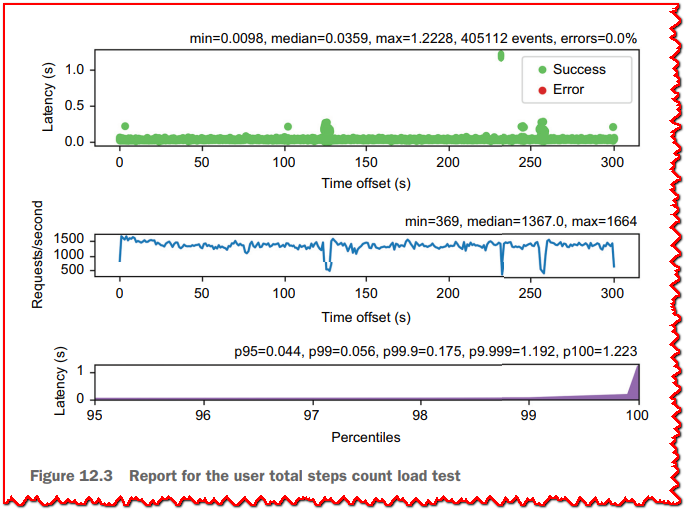 min=0.0098, median=0.0359, max=1.2228, 405112 events, errors=0.0%
Latency (s)
1.0
0.5
0.0
Success
Error
0 50 100 150 200 250 300
Time offset (s)
min=369, median=1367.0, max=1664
Requests/second
1500
1000
500
0 50 100 150 200 250 300
Time offset (s)
p95=0.044, p99=0.056, p99.9=0.175, p9.999=1.192, p100=1.223
Latency (s)
1
0
95 96 97 98 99 100
Percentiles
Figure 12.3 Report for the user total steps count load test